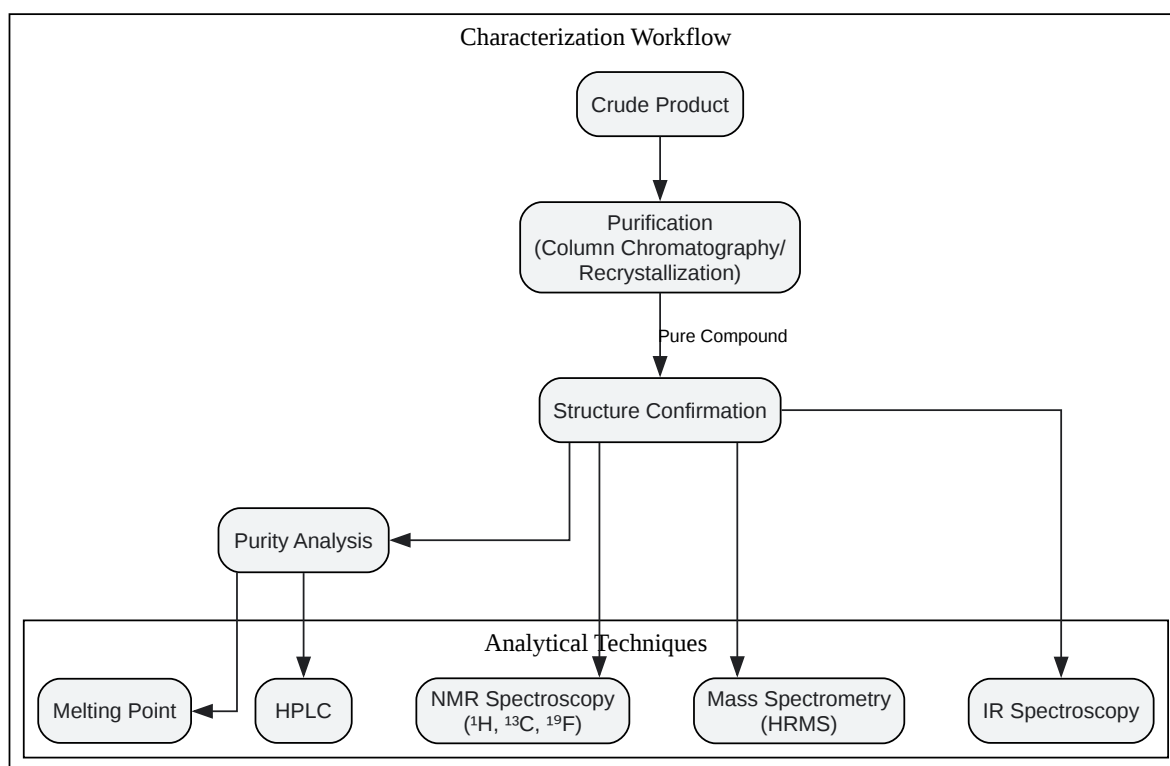 Characterization Workflow
Crude Product
Purification
(Column Chromatography/
Recrystallization)
Pure Compound
Structure Confirmation
Purity Analysis
Analytical Techniques
Melting Point
HPLC
NMR Spectroscopy
(¹H, ¹³C, ¹⁹F)
Mass Spectrometry
(HRMS)
IR Spectroscopy